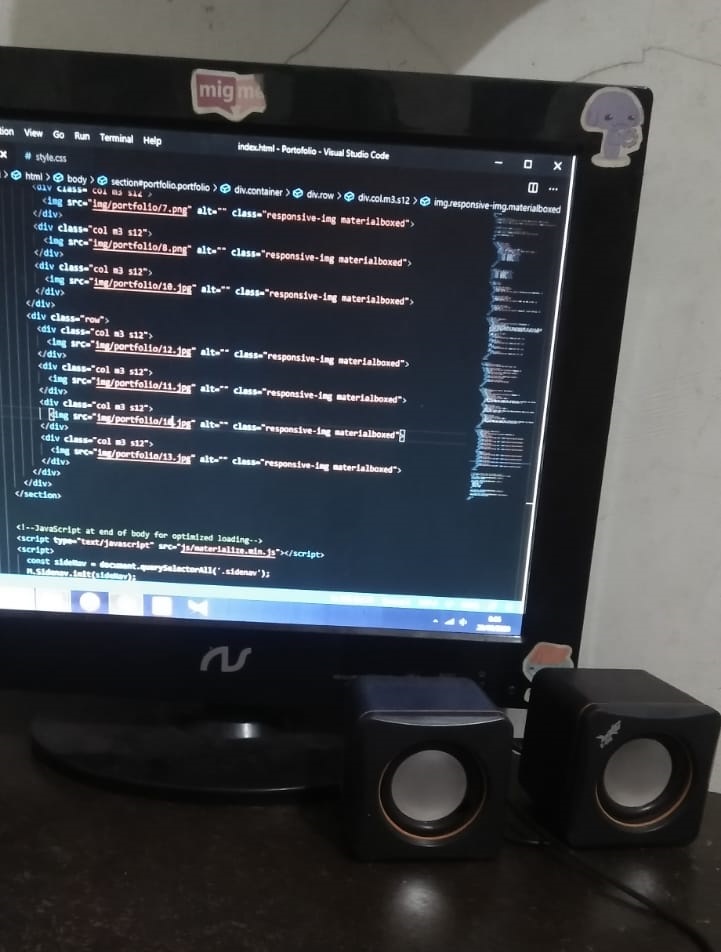 mig
View Go Run Terminal Help
index.html - Portofolio - Visual Studio Code
# style.css
html > body > section#portfolio.portfolio > div.container > div.row > div.col.m3.s12 > img.responsive-img.materialboxed
<div class="col m3 s12">
<img src="img/portfolio/7.png" alt="" class="responsive-img materialboxed">
</div>
<div class="col m3 s12">
<img src="img/portfolio/8.png" alt="" class="responsive-img materialboxed">
</div>
<div class="col m3 s12">
<img src="img/portfolio/10.jpg" alt="" class="responsive-img materialboxed">
</div>
</div>
<div class="row">
<div class="col m3 s12">
<img src="img/portfolio/12.jpg" alt="" class="responsive-img materialboxed">
</div>
<div class="col m3 s12">
<img src="img/portfolio/11.jpg" alt="" class="responsive-img materialboxed">
</div>
<div class="col m3 s12">
<img alt="" class="responsive-img materialboxed">
</div>
<div class="col m3 s12">
<img src="img/portfolio/13.jpg" alt="" class="responsive-img materialboxed">
</div>
</div>
</div>
</section>
<!--JavaScript at end of body for optimized loading-->
<script type="text/javascript" src="js/materialize.min.js"></script>
<script>
const sideNav = document.querySelectorAll('.sidenav');
M.Sidenav.init(sideNav);